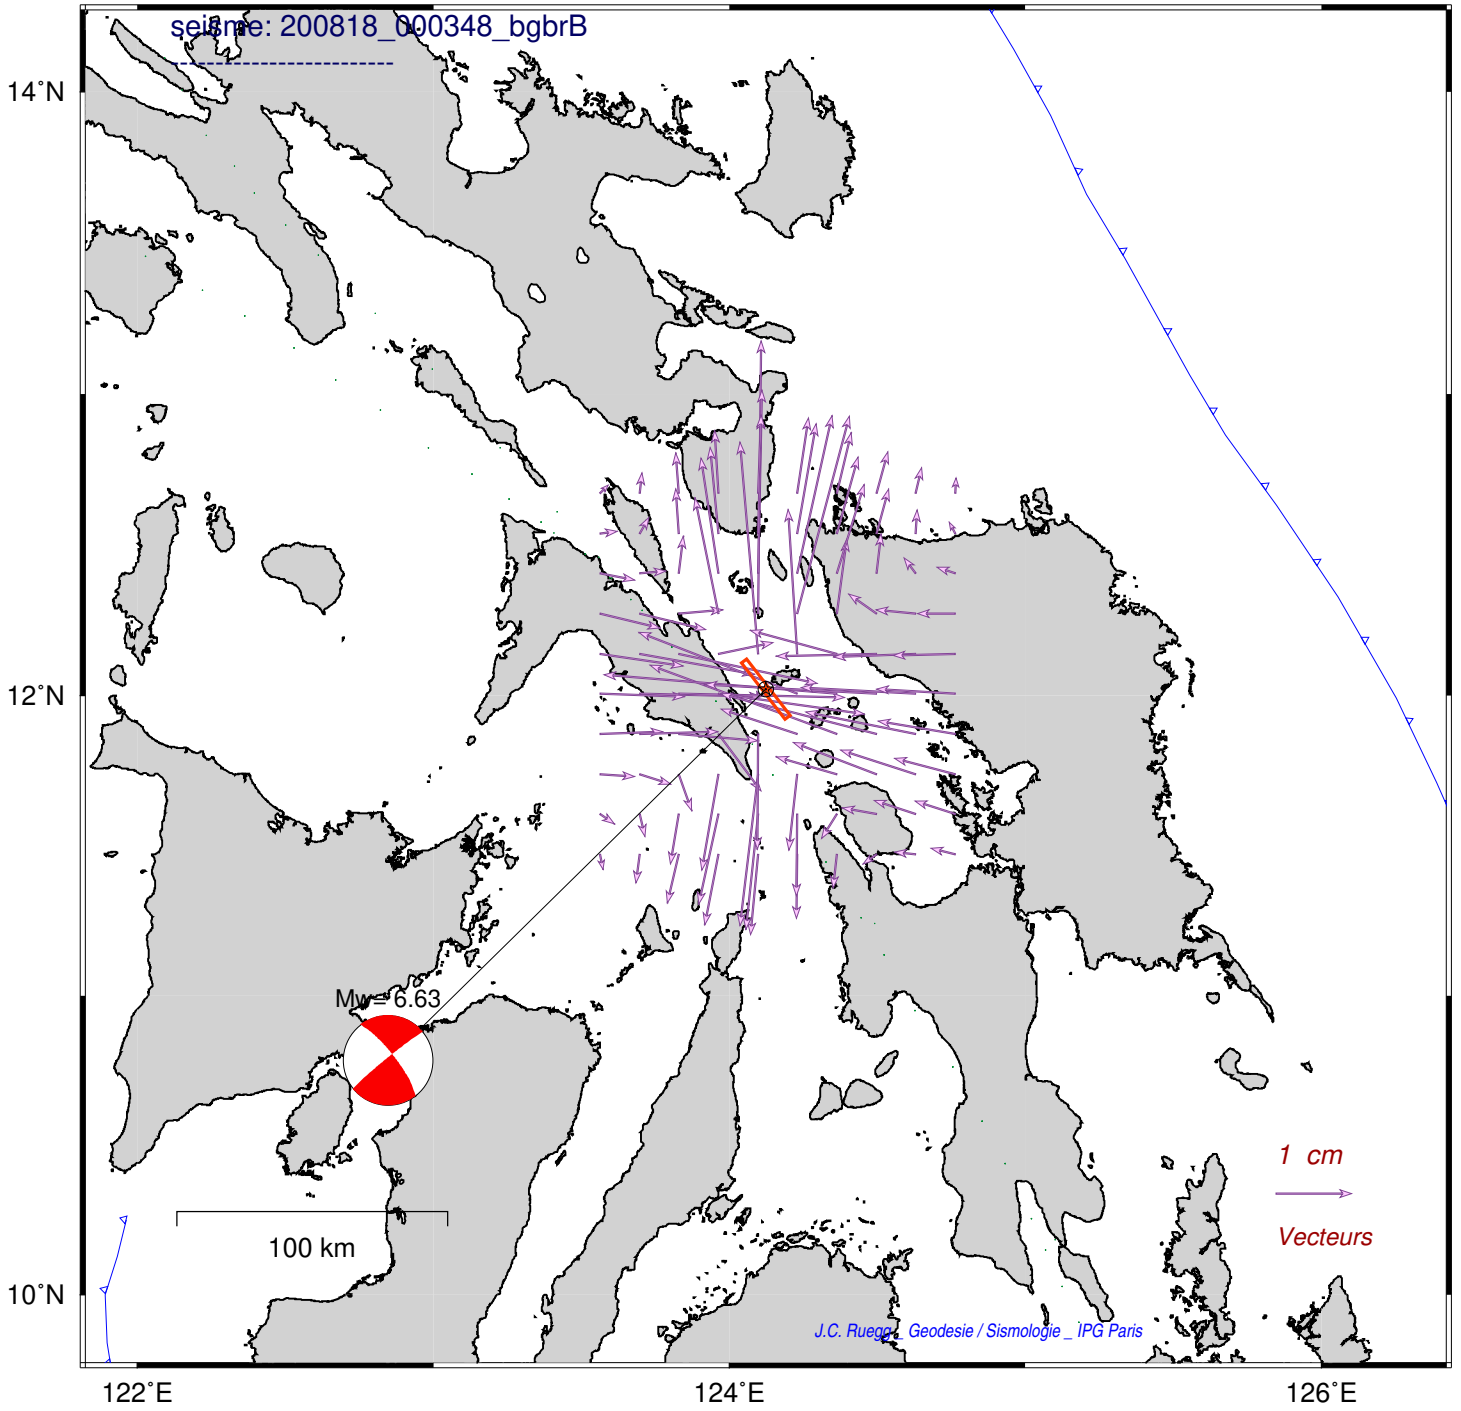 seisme: 200818_000348_bgbrB
14°N
12°N
Mw= 6.63
1 cm
Vecteurs
100 km
10°N
J.C. Ruegg _ Geodesie / Sismologie _ IPG Paris
122°E
124°E
126°E